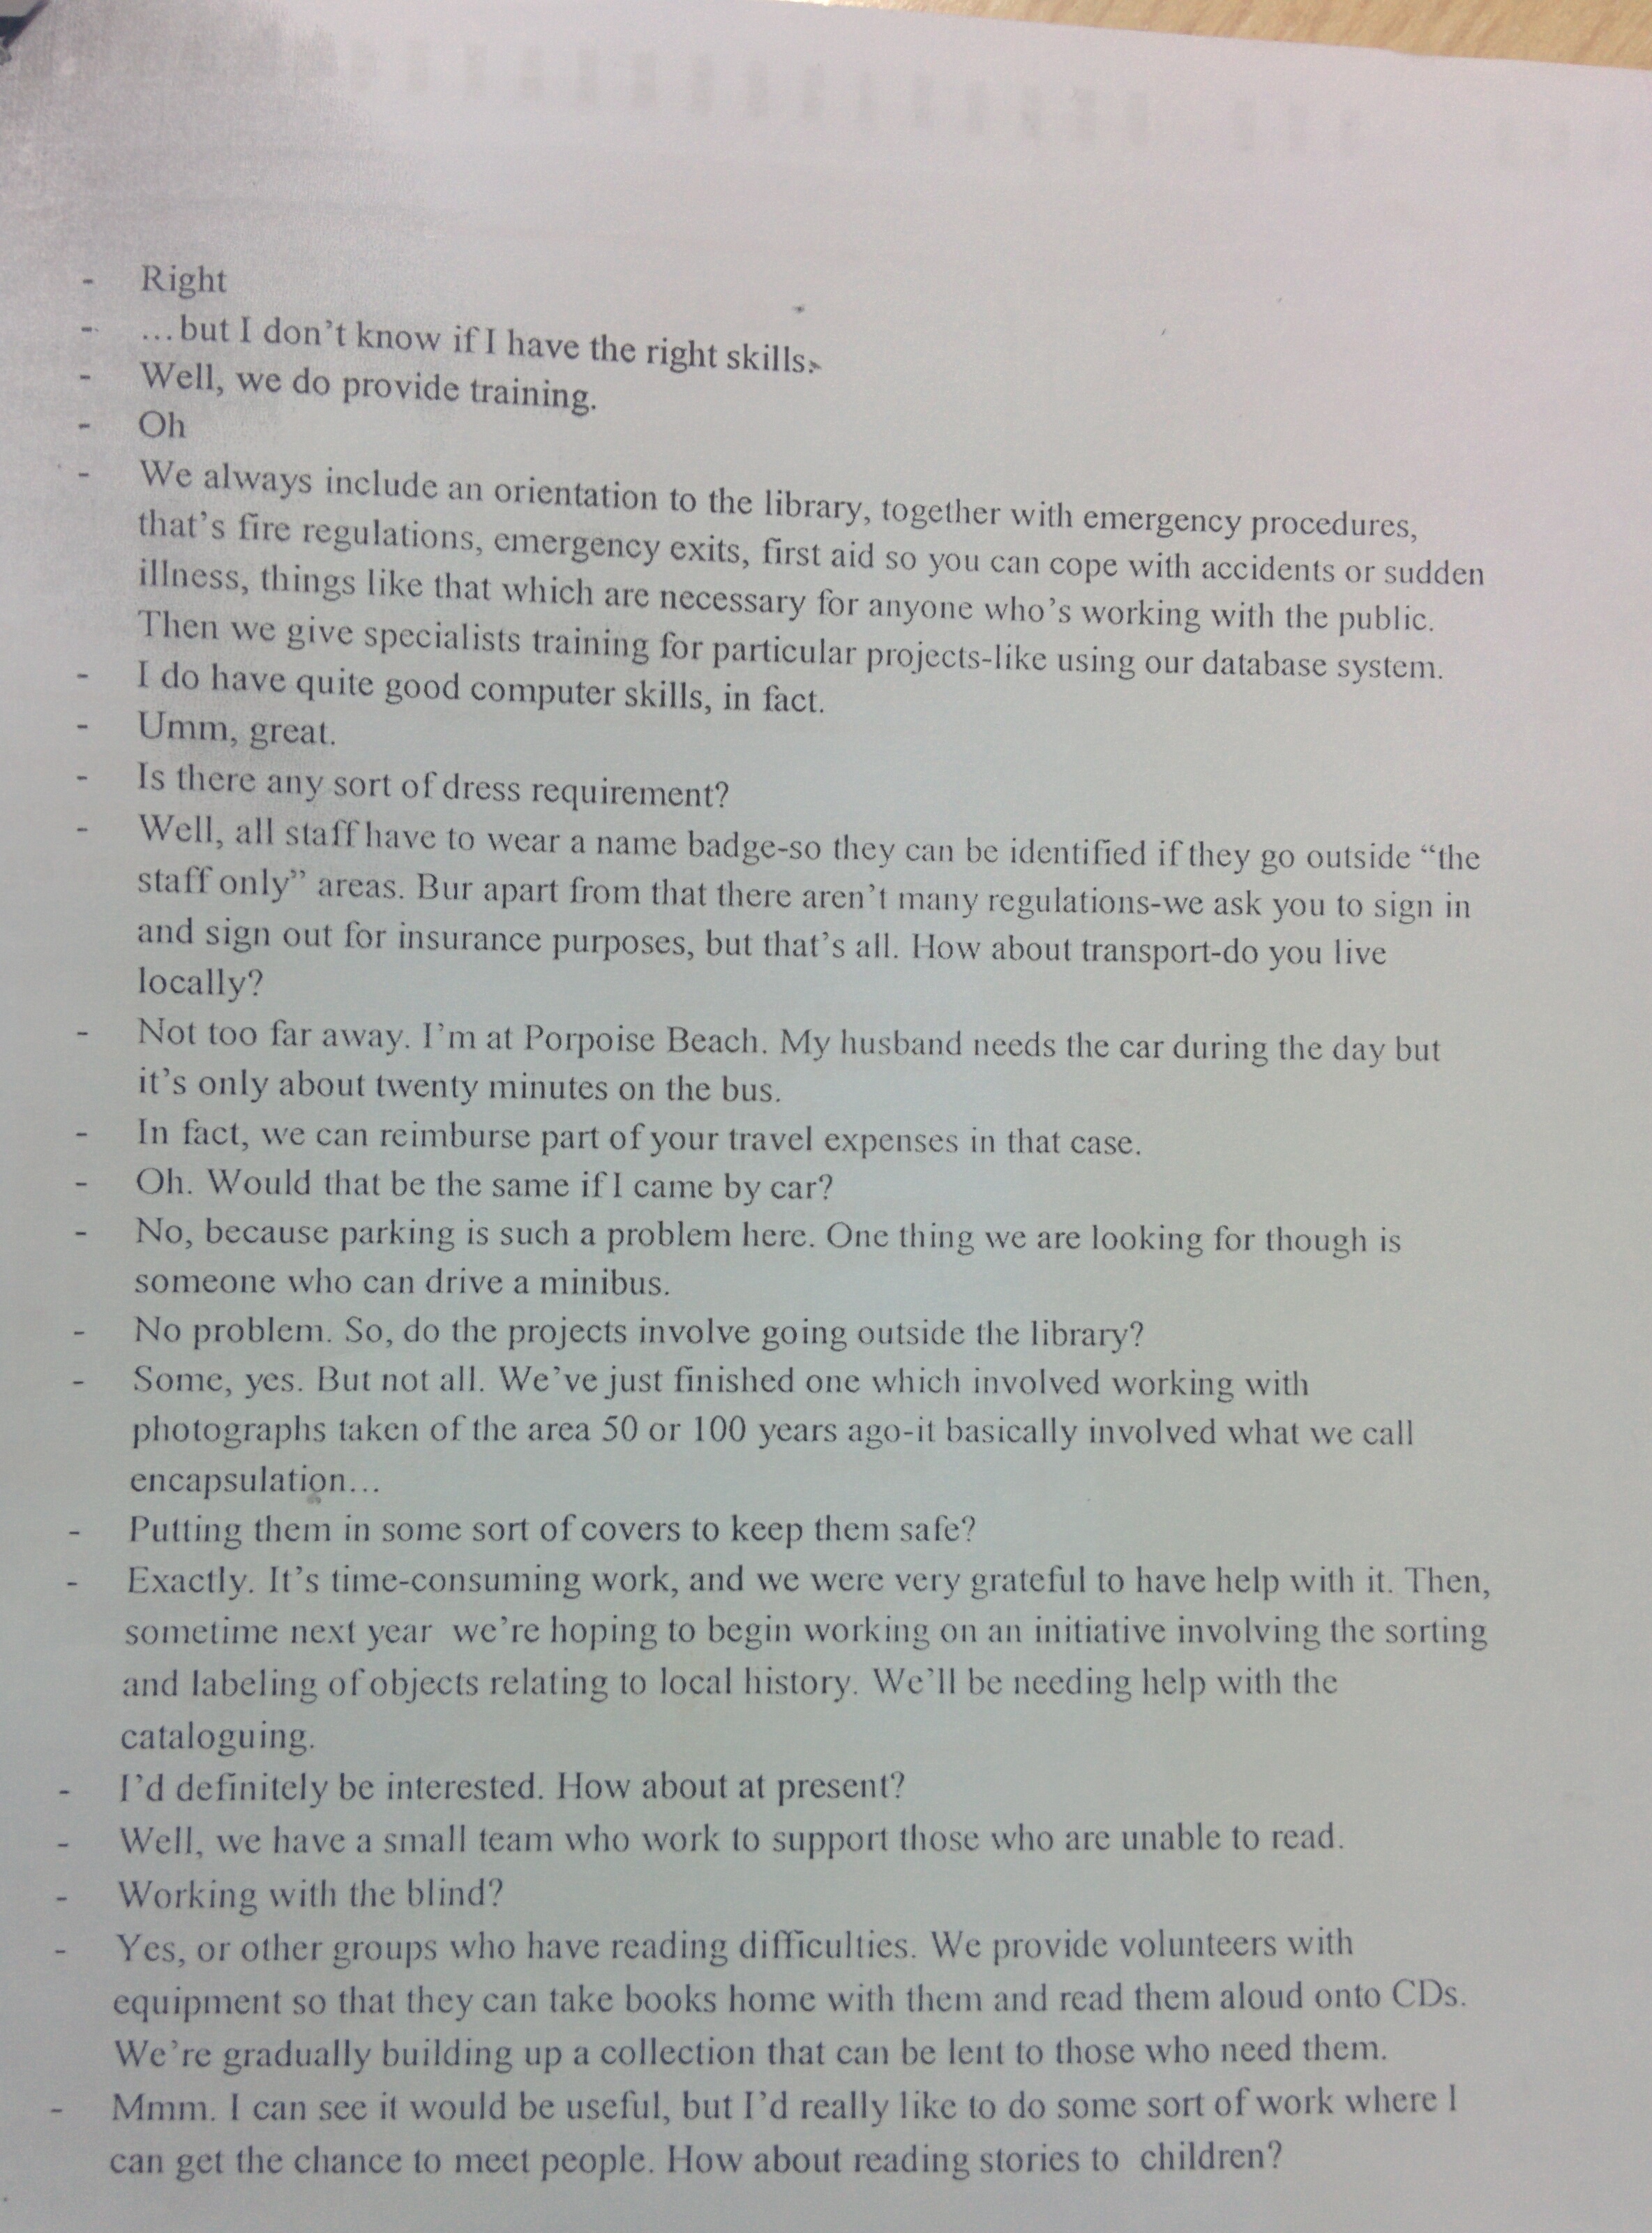 - Right
- …but I don't know if I have the right skills.
- Well, we do provide training.
- Oh
- We always include an orientation to the library, together with emergency procedures,
that's fire regulations, emergency exits, first aid so you can cope with accidents or sudden
illness, things like that which are necessary for anyone who's working with the public.
Then we give specialists training for particular projects-like using our database system.
- I do have quite good computer skills, in fact.
- Umm, great.
- Is there any sort of dress requirement?
- Well, all staff have to wear a name badge-so they can be identified if they go outside “the
staff only” areas. Bur apart from that there aren't many regulations-we ask you to sign in
and sign out for insurance purposes, but that's all. How about transport-do you live
locally?
- Not too far away. I'm at Porpoise Beach. My husband needs the car during the day but
it's only about twenty minutes on the bus.
- In fact, we can reimburse part of your travel expenses in that case.
- Oh. Would that be the same if I came by car?
- No, because parking is such a problem here. One thing we are looking for though is
someone who can drive a minibus.
- No problem. So, do the projects involve going outside the library?
- Some, yes. But not all. We've just finished one which involved working with
photographs taken of the area 50 or 100 years ago-it basically involved what we call
encapsulation…
- Putting them in some sort of covers to keep them safe?
- Exactly. It's time-consuming work, and we were very grateful to have help with it. Then,
sometime next year we're hoping to begin working on an initiative involving the sorting
and labeling of objects relating to local history. We'll be needing help with the
cataloguing.
- I'd definitely be interested. How about at present?
- Well, we have a small team who work to support those who are unable to read.
- Working with the blind?
- Yes, or other groups who have reading difficulties. We provide volunteers with
equipment so that they can take books home with them and read them aloud onto CDs.
We're gradually building up a collection that can be lent to those who need them.
- Mmm. I can see it would be useful, but I'd really like to do some sort of work where I
can get the chance to meet people. How about reading stories to children?